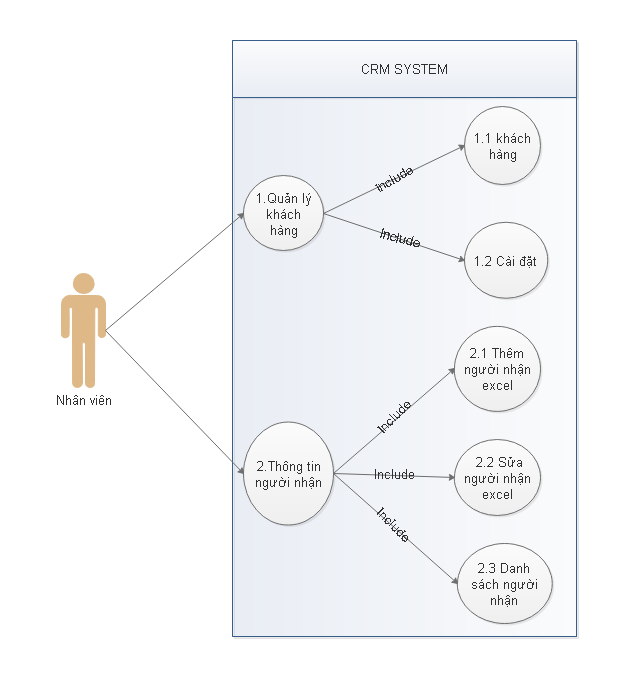 CRM SYSTEM
1.1 khách
hàng
Include
1.Quản lý
khách
hàng
Include
1.2 Cài đặt
Nhân viên
2.1 Thêm
người nhận
excel
Include
2.Thông tin
người nhận
Include
2.2 Sửa
người nhận
excel
Include
2.3 Danh
sách người
nhận